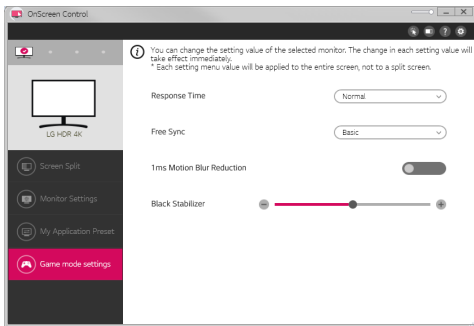 OnScreen Control
You can change the setting value of the selected monitor. The change in each setting value will
take effect immediately.
* Each setting menu value will be applied to the entire screen, not to a split screen.
LG HDR 4K
Response Time
Normal
Free Sync
Basic
Screen Split
1ms Motion Blur Reduction
Monitor Settings
Black Stabilizer
My Application Preset
Game mode settings